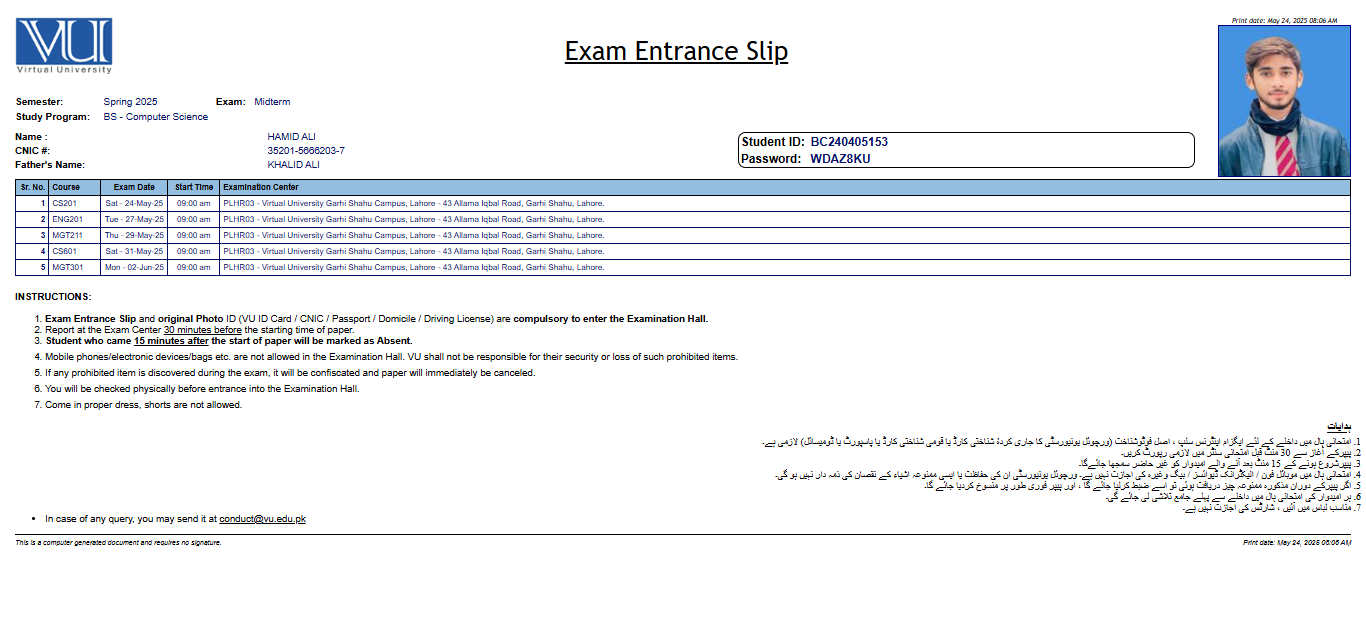 VU
Virtual University
Print date: May 24, 2025 08:06 AM
Exam Entrance Slip
Semester: Spring 2025 Exam: Midterm
Study Program: BS - Computer Science
Name : HAMID ALI
CNIC #: 35201-5666203-7
Father's Name: KHALID ALI
Student ID: BC240405153
Password: WDAZ8KU
Sr. No. Course Exam Date Start Time Examination Center
1 CS201 Sat - 24-May-25 09:00 am PLHR03 - Virtual University Garhi Shahu Campus, Lahore - 43 Allama Iqbal Road, Garhi Shahu, Lahore.
2 ENG201 Tue - 27-May-25 09:00 am PLHR03 - Virtual University Garhi Shahu Campus, Lahore - 43 Allama Iqbal Road, Garhi Shahu, Lahore.
3 MGT211 Thu - 29-May-25 09:00 am PLHR03 - Virtual University Garhi Shahu Campus, Lahore - 43 Allama Iqbal Road, Garhi Shahu, Lahore.
4 CS601 Sat - 31-May-25 09:00 am PLHR03 - Virtual University Garhi Shahu Campus, Lahore - 43 Allama Iqbal Road, Garhi Shahu, Lahore.
5 MGT301 Mon - 02-Jun-25 09:00 am PLHR03 - Virtual University Garhi Shahu Campus, Lahore - 43 Allama Iqbal Road, Garhi Shahu, Lahore.
INSTRUCTIONS:
1. Exam Entrance Slip and original Photo ID (VU ID Card / CNIC / Passport / Domicile / Driving License) are compulsory to enter the Examination Hall.
2. Report at the Exam Center 30 minutes before the starting time of paper.
3. Student who came 15 minutes after the start of paper will be marked as Absent.
4. Mobile phones/electronic devices/bags etc. are not allowed in the Examination Hall. VU shall not be responsible for their security or loss of such prohibited items.
5. If any prohibited item is discovered during the exam, it will be confiscated and paper will immediately be canceled.
6. You will be checked physically before entrance into the Examination Hall.
7. Come in proper dress, shorts are not allowed.
ہدایات
1. امتحانی ہال میں داخلے کے لئے ایگزام اینٹرنس سلپ ، اصل فوٹوشناخت (ورچوئل یونیورسٹی کا جاری کردہ شناختی کارڈ یا قومی شناختی کارڈ یا پاسپورٹ یا ڈومیسائل) لازمی ہے۔
2. پیپرکے آغاز سے 30 منٹ قبل امتحانی سنٹر میں لازمی رپورٹ کریں۔
3. پیپرشروع ہونے کے 15 منٹ بعد آنے والے امیدوار کو غیر حاضر سمجھا جائےگا۔
4. امتحانی ہال میں موبائل فون / الیکٹرانک ڈیوائسز / بیگ وغیرہ کی اجازت نہیں ہے۔ ورچوئل یونیورسٹی ان کی حفاظت یا ایسی ممنوعہ اشیاء کے نقصان کی ذمہ دار نہیں ہو گی۔
5. اگر پیپرکے دوران مذکورہ ممنوعہ چیز دریافت ہوئی تو اسے ضبط کرلیا جائے گا ، اور پیپر فوری طور پر منسوخ کردیا جائے گا۔
6. ہر امیدوار کی امتحانی ہال میں داخلے سے پہلے جامع تلاشی لی جائے گی۔
7. مناسب لباس میں آئیں ، شارٹس کی اجازت نہیں ہے۔
• In case of any query, you may send it at conduct@vu.edu.pk
This is a computer generated document and requires no signature.
Print date: May 24, 2025 08:06 AM